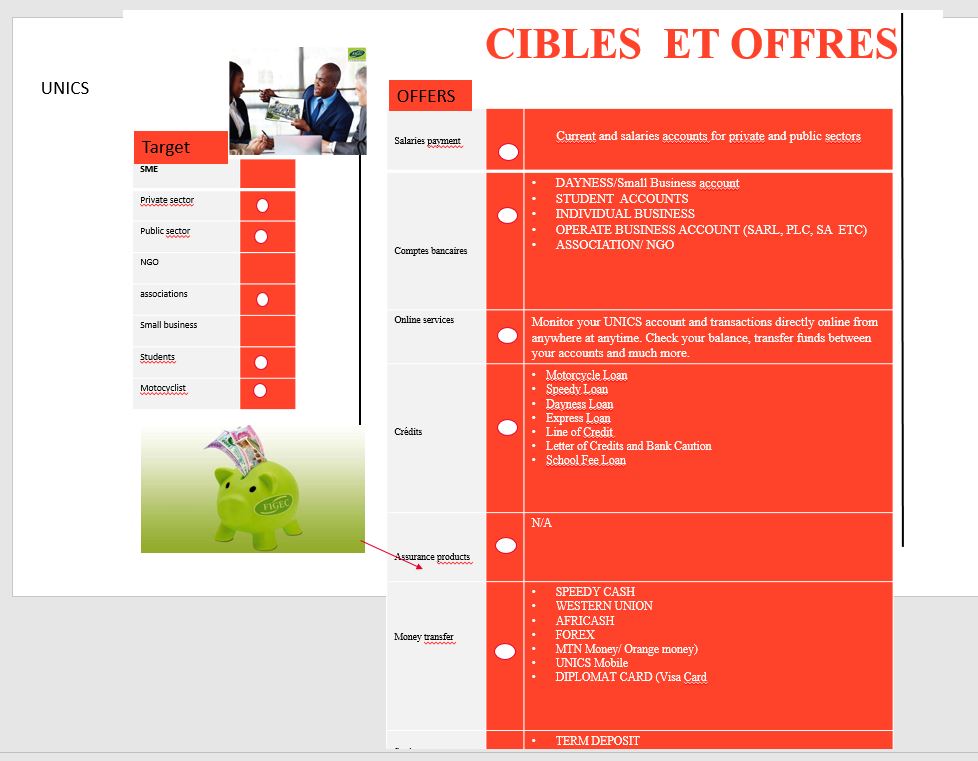 CIBLES ET OFFRES
UNICS
Target
SME
Private sector
Public sector
NGO
associations
Small business
Students
Motocyclist
FIGEC
OFFERS
Salaries payment
Current and salaries accounts for private and public sectors
Comptes bancaires
• DAYNESS/Small Business account
• STUDENT ACCOUNTS
• INDIVIDUAL BUSINESS
• OPERATE BUSINESS ACCOUNT (SARL, PLC, SA ETC)
• ASSOCIATION/ NGO
Online services
Monitor your UNICS account and transactions directly online from
anywhere at anytime. Check your balance, transfer funds between
your accounts and much more.
Crédits
• Motorcycle Loan
• Speedy Loan
• Dayness Loan
• Express Loan
• Line of Credit
• Letter of Credits and Bank Caution
• School Fee Loan
Assurance products
N/A
Money transfer
• SPEEDY CASH
• WESTERN UNION
• AFRICASH
• FOREX
• MTN Money/ Orange money)
• UNICS Mobile
• DIPLOMAT CARD (Visa Card
• TERM DEPOSIT